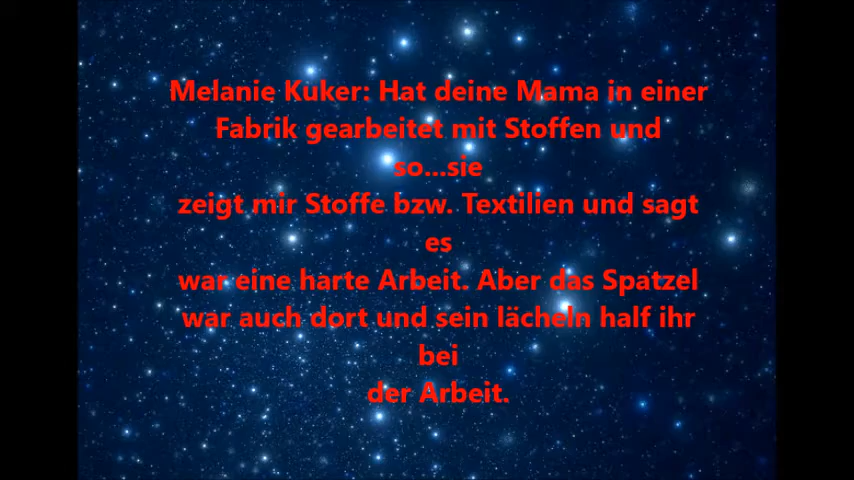 Melanie Kuker: Hat deine Mama in einer
Fabrik gearbeitet mit Stoffen und
so...sie
zeigt mir Stoffe bzw. Textilien und sagt
es
war eine harte Arbeit. Aber das Spatzel
war auch dort und sein lächeln half ihr
bei
der Arbeit.